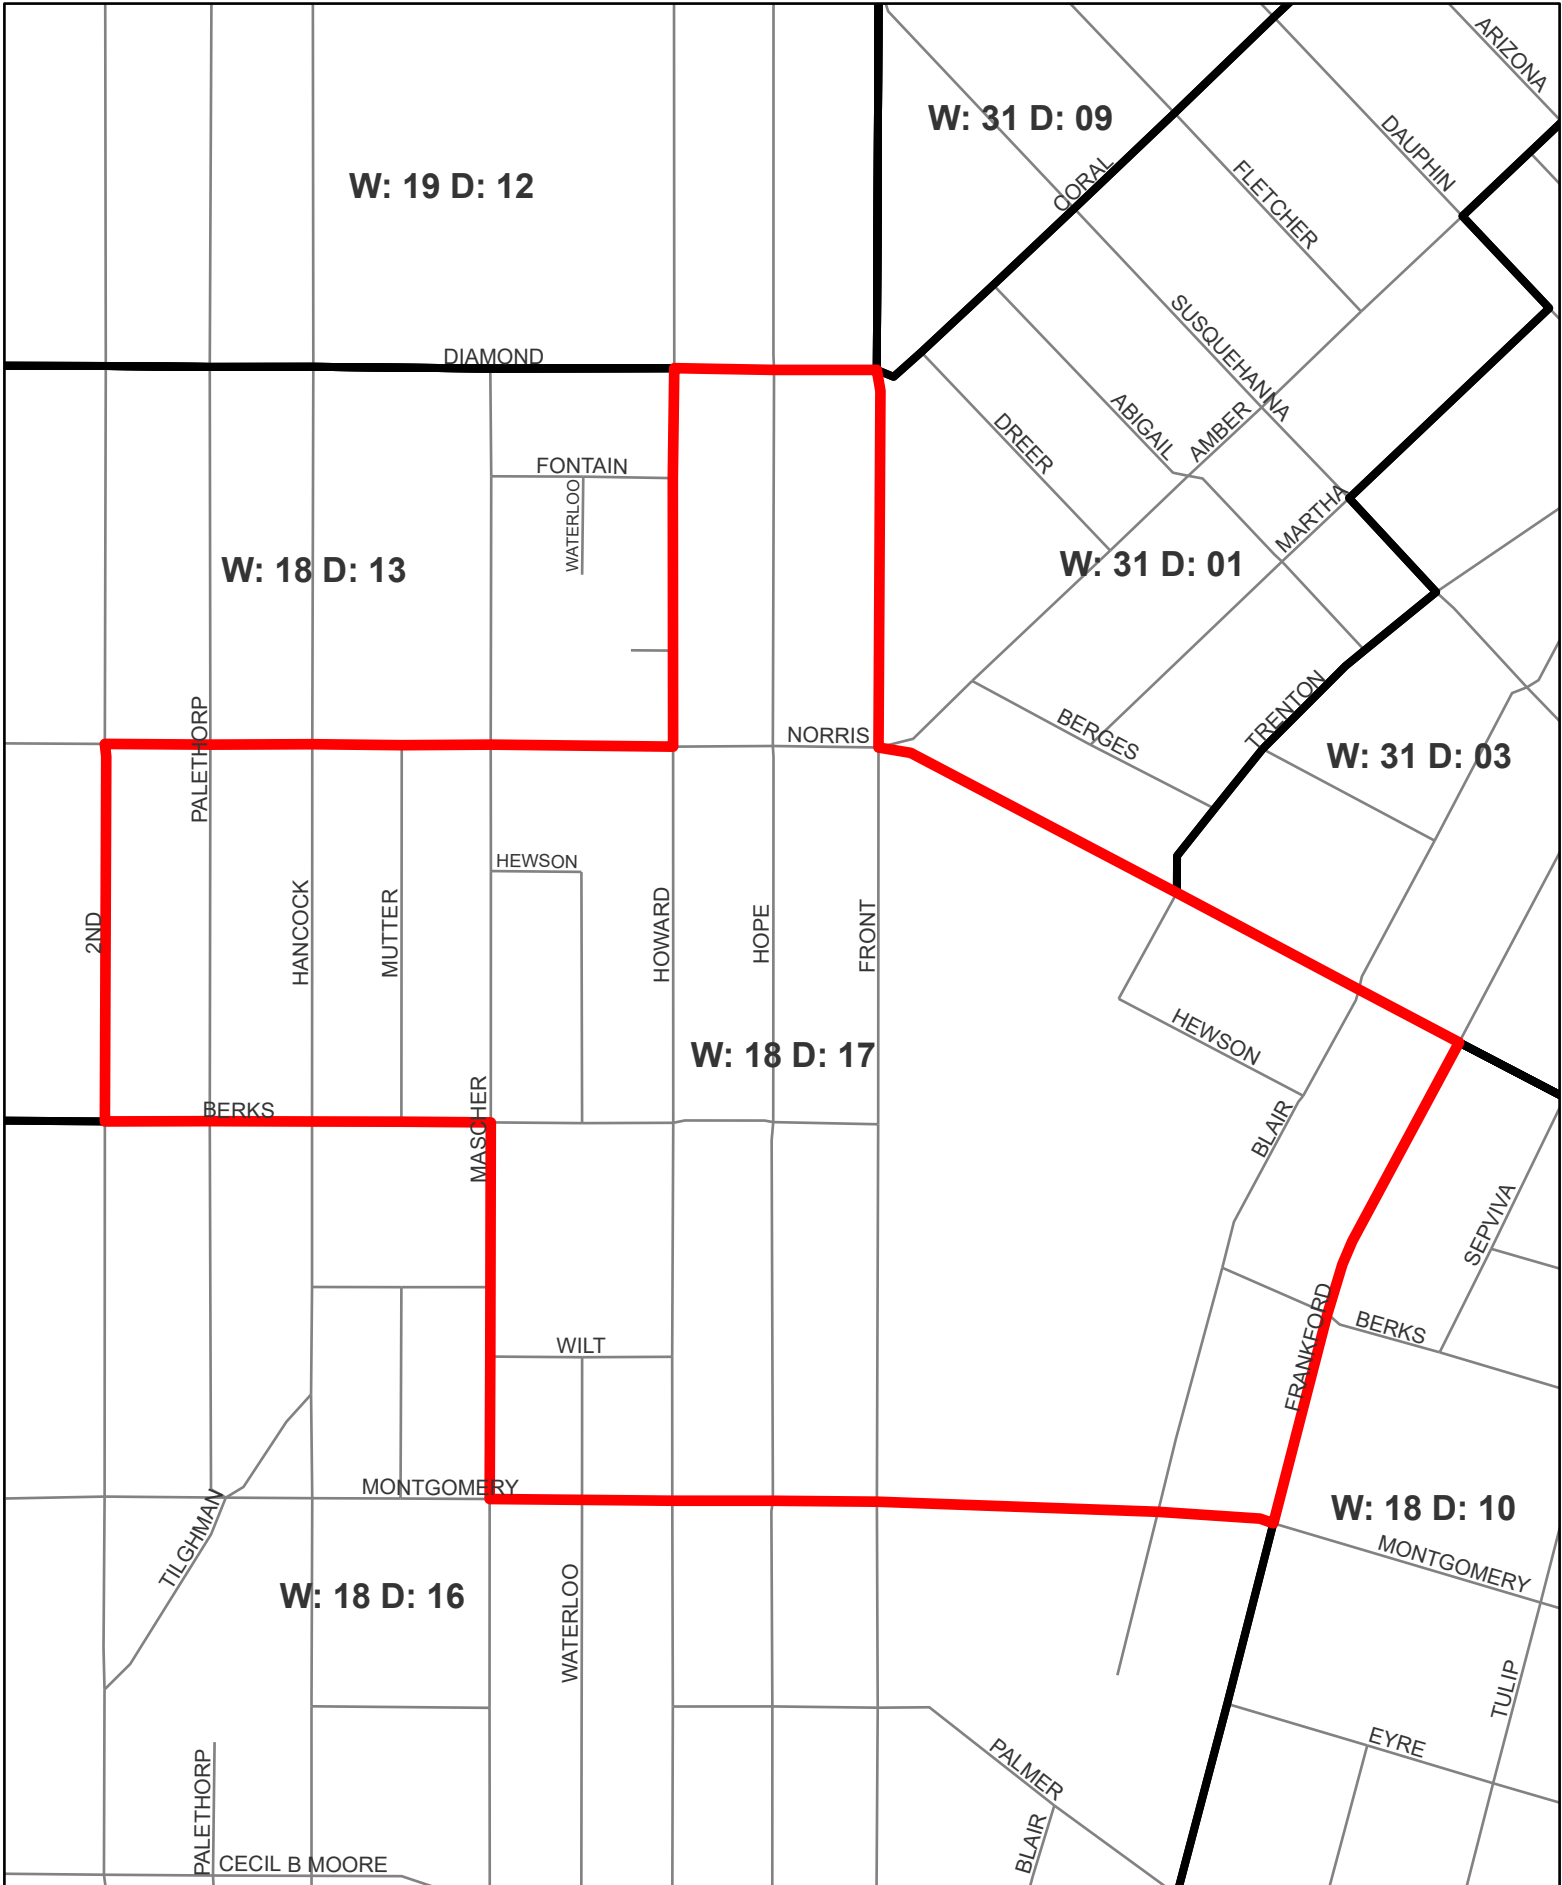 ARIZONA
W: 31 D: 09
DAUPHIN
CORAL
FLETCHER
W: 19 D: 12
SUSQUEHANNA
DIAMOND
ABIGAIL
AMBER
DREER
FONTAIN
WATERLOO
MARTHA
W: 18 D: 13
W: 31 D: 01
TRENTON
BERGES
NORRIS
PALETHORP
W: 31 D: 03
HEWSON
2ND
HANCOCK
MUTTER
HOWARD
HOPE
FRONT
HEWSON
W: 18 D: 17
BERKS
MASCHER
BLAIR
SEPVIVA
BERKS
WILT
FRANKFORD
MONTGOMERY
TILGHMAN
W: 18 D: 10
MONTGOMERY
W: 18 D: 16
WATERLOO
TULIP
EYRE
PALMER
PALETHORP
BLAIR
CECIL B MOORE